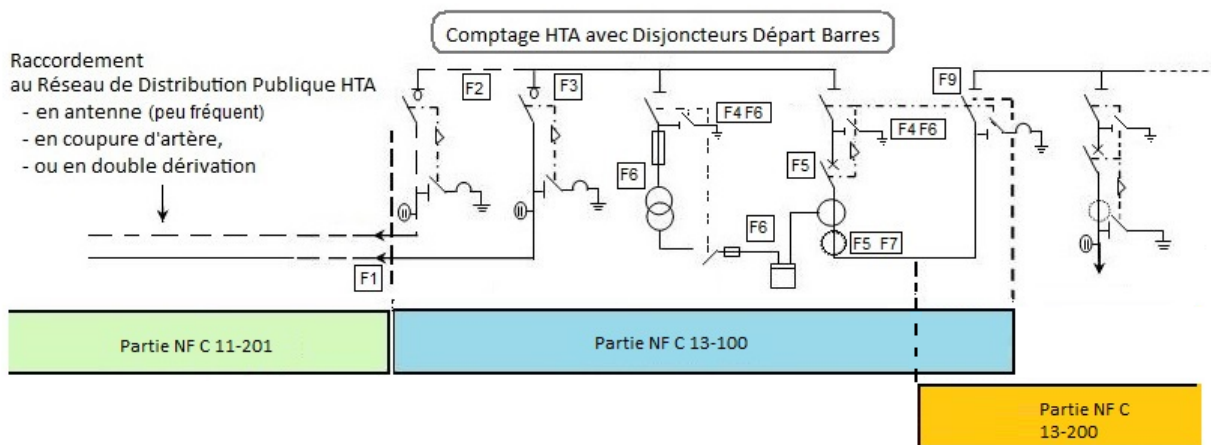 Comptage HTA avec Disjoncteurs Départ Barres
Raccordement
au Réseau de Distribution Publique HTA
- en antenne (peu fréquent)
- en coupure d'artère,
- ou en double dérivation
F2
F3
F9
F4 F6
F4 F6
F6
F5
F6
F5 F7
F1
Partie NF C 11-201
Partie NF C 13-100
Partie NF C
13-200